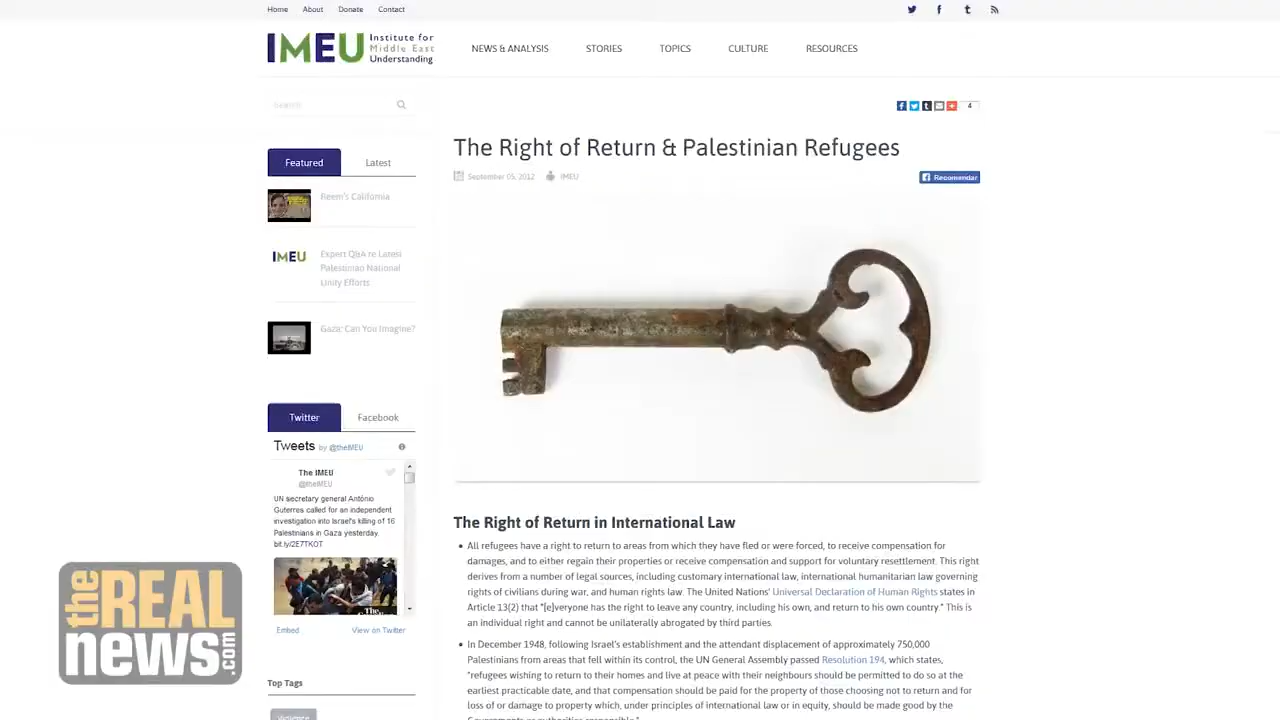 Home About Donate Contact
IMEU Institute for Middle East Understanding
NEWS & ANALYSIS STORIES TOPICS CULTURE RESOURCES
Search
4
The Right of Return & Palestinian Refugees
September 05, 2012 IMEU
Recomendar
Featured Latest
Reem's California
IMEU
Expert Q&A re Latest
Palestinian National
Unity Efforts
Gaza: Can You Imagine?
Twitter Facebook
Tweets by @theIMEU
The IMEU
@theIMEU
UN secretary general António
Guterres called for an independent
investigation into Israel's killing of 16
Palestinians in Gaza yesterday.
bit.ly/2E7TKOT
The
Embed View on Twitter
Top Tags
The Right of Return in International Law
• All refugees have a right to return to areas from which they have fled or were forced, to receive compensation for
damages, and to either regain their properties or receive compensation and support for voluntary resettlement. This right
derives from a number of legal sources, including customary international law, international humanitarian law governing
rights of civilians during war, and human rights law. The United Nations' Universal Declaration of Human Rights states in
Article 13(2) that "[e]veryone has the right to leave any country, including his own, and return to his own country." This is
an individual right and cannot be unilaterally abrogated by third parties.
• In December 1948, following Israel's establishment and the attendant displacement of approximately 750,000
Palestinians from areas that fell within its control, the UN General Assembly passed Resolution 194, which states,
"refugees wishing to return to their homes and live at peace with their neighbours should be permitted to do so at the
earliest practicable date, and that compensation should be paid for the property of those choosing not to return and for
loss of or damage to property which, under principles of international law or in equity, should be made good by the
Governments or authorities responsible."
the REAL
news.com